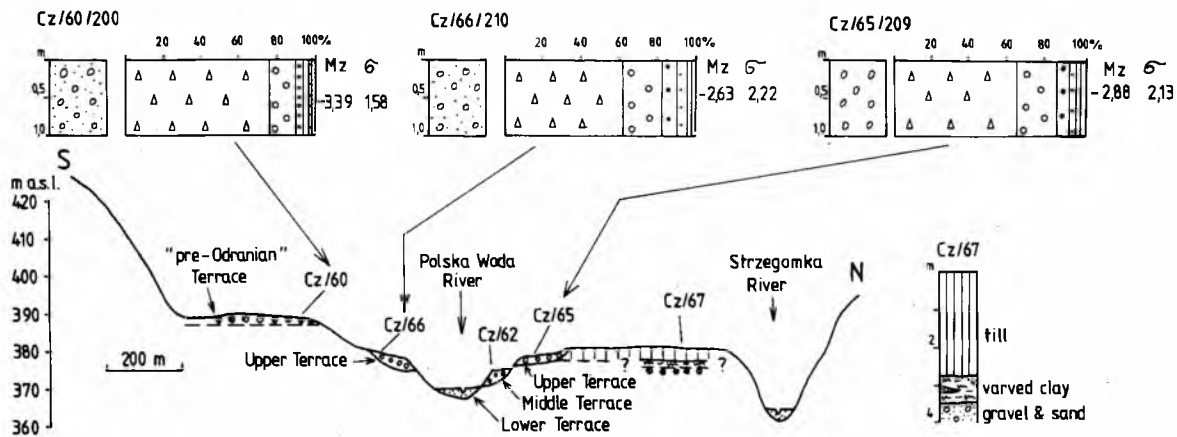 Cz/60/200
20 40 60 80 100%
m
0,5
1,0
Mz б
-3,39 1,58
Cz/66/210
20 40 60 80 100%
m
0,5
1,0
Mz б
-2,63 2,22
Cz/65/209
20 40 60 80 100%
m
0,5
1,0
Mz б
-2,88 2,13
S
m a.s.l.
420
410
400
390
380
370
360
"pre-Odranian"
Terrace
Cz/60
Polska Woda
River
Strzegomka
River
N
Cz/66
Cz/62
Cz/65
Cz/67
200 m
Upper Terrace
Upper Terrace
Middle Terrace
Lower Terrace
? ?
Cz/67
m
2
4
till
varved clay
gravel & sand